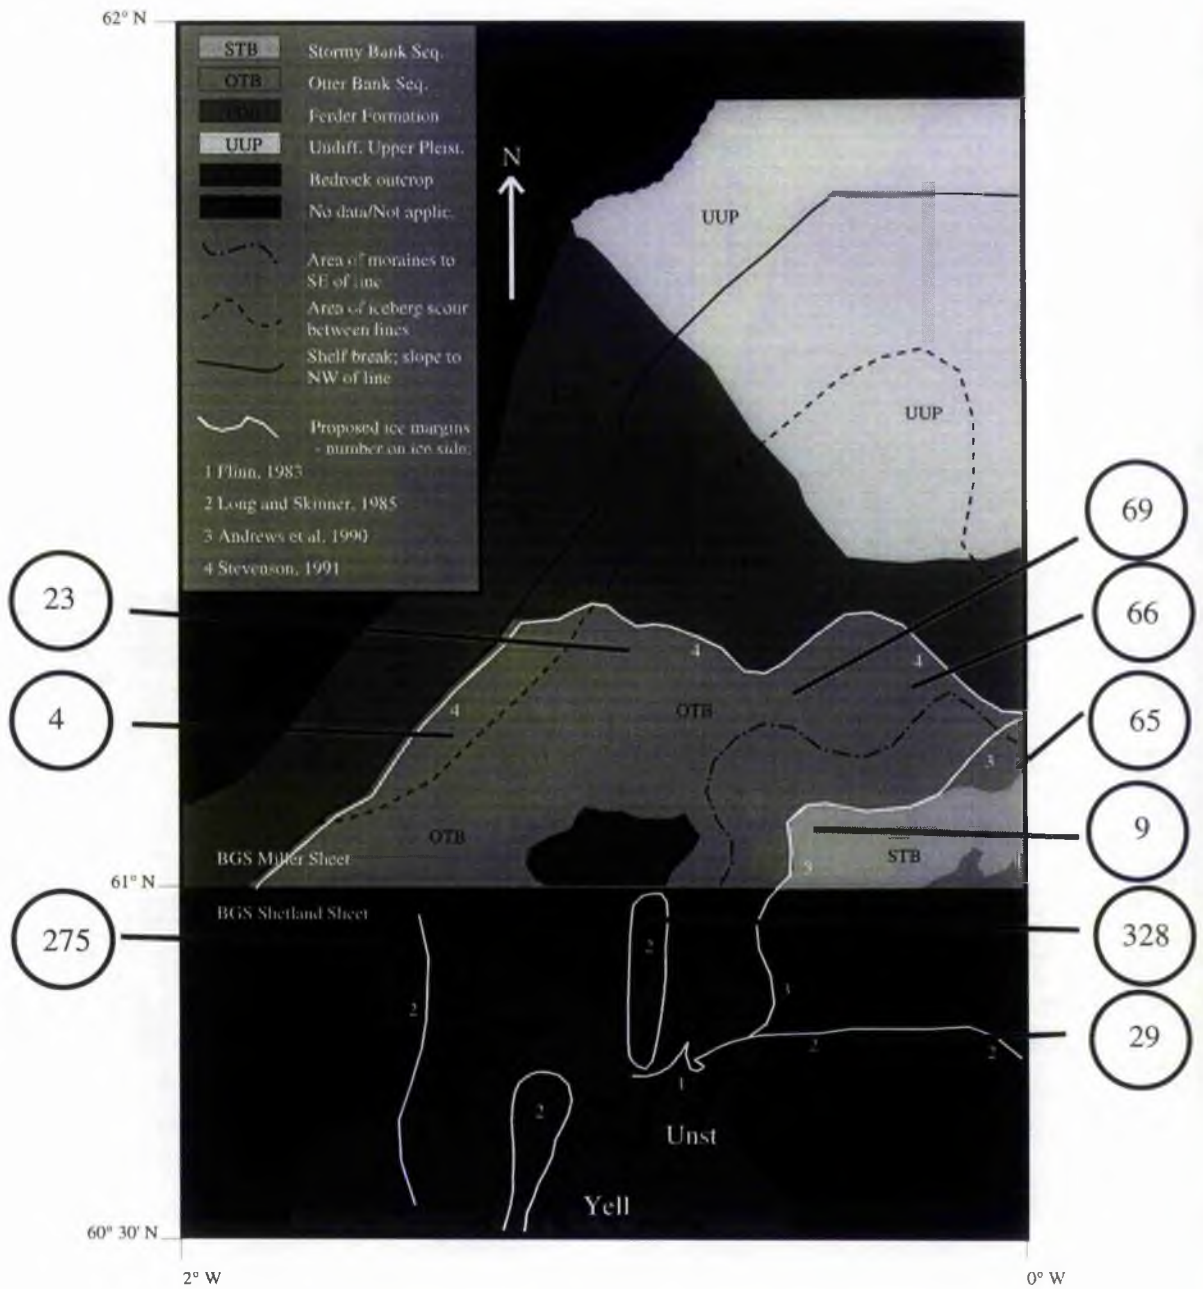 62° N
STB Stormy Bank Seq.
OTB Otter Bank Seq.
Ferder Formation
UUP Undiff. Upper Pleist.
Bedrock outcrop
No data/Not applic.
Area of moraines to
SE of line
Area of iceberg scour
between lines
Shelf break; slope to
NW of line
Proposed ice margins
- number on ice side.
1 Flinn, 1983
2 Long and Skinner, 1985
3 Andrews et al, 1990
4 Stevenson, 1991
N
UUP
UUP
69
23
66
4
4
4
OTB
4
65
3
9
OTB
STB
BGS Miller Sheet
3
61° N
BGS Shetland Sheet
275
328
2
2
3
29
2
2
1
2
Unst
Yell
60° 30' N
2° W
0° W